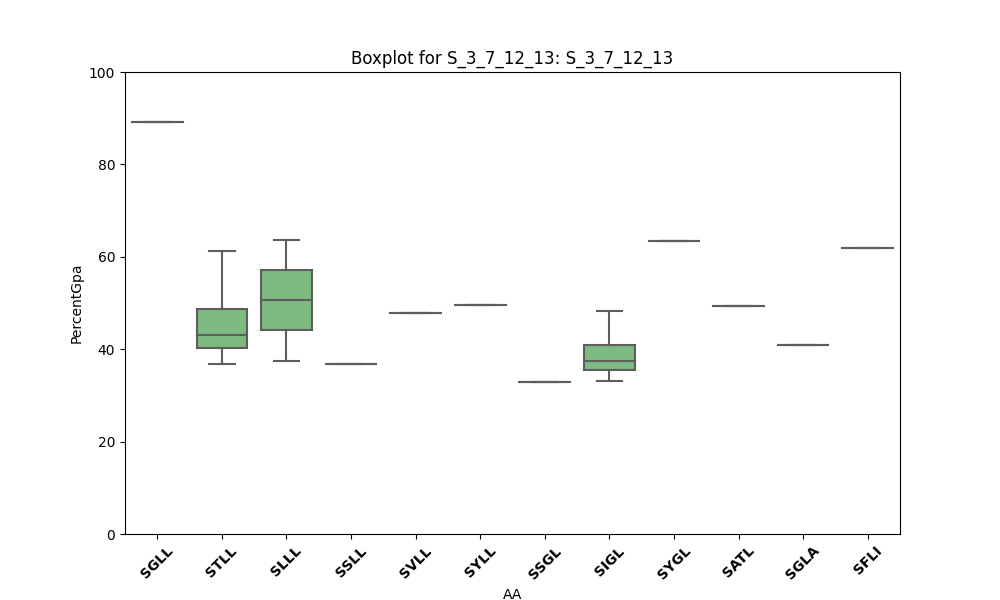 Boxplot for S_3_7_12_13: S_3_7_12_13
100
80
60
40
20
0
PercentGpa
SGLL STLL SLLL SSLL SVLL SYLL SSGL SIGL SYGL SATL SGLA SFLI
AA